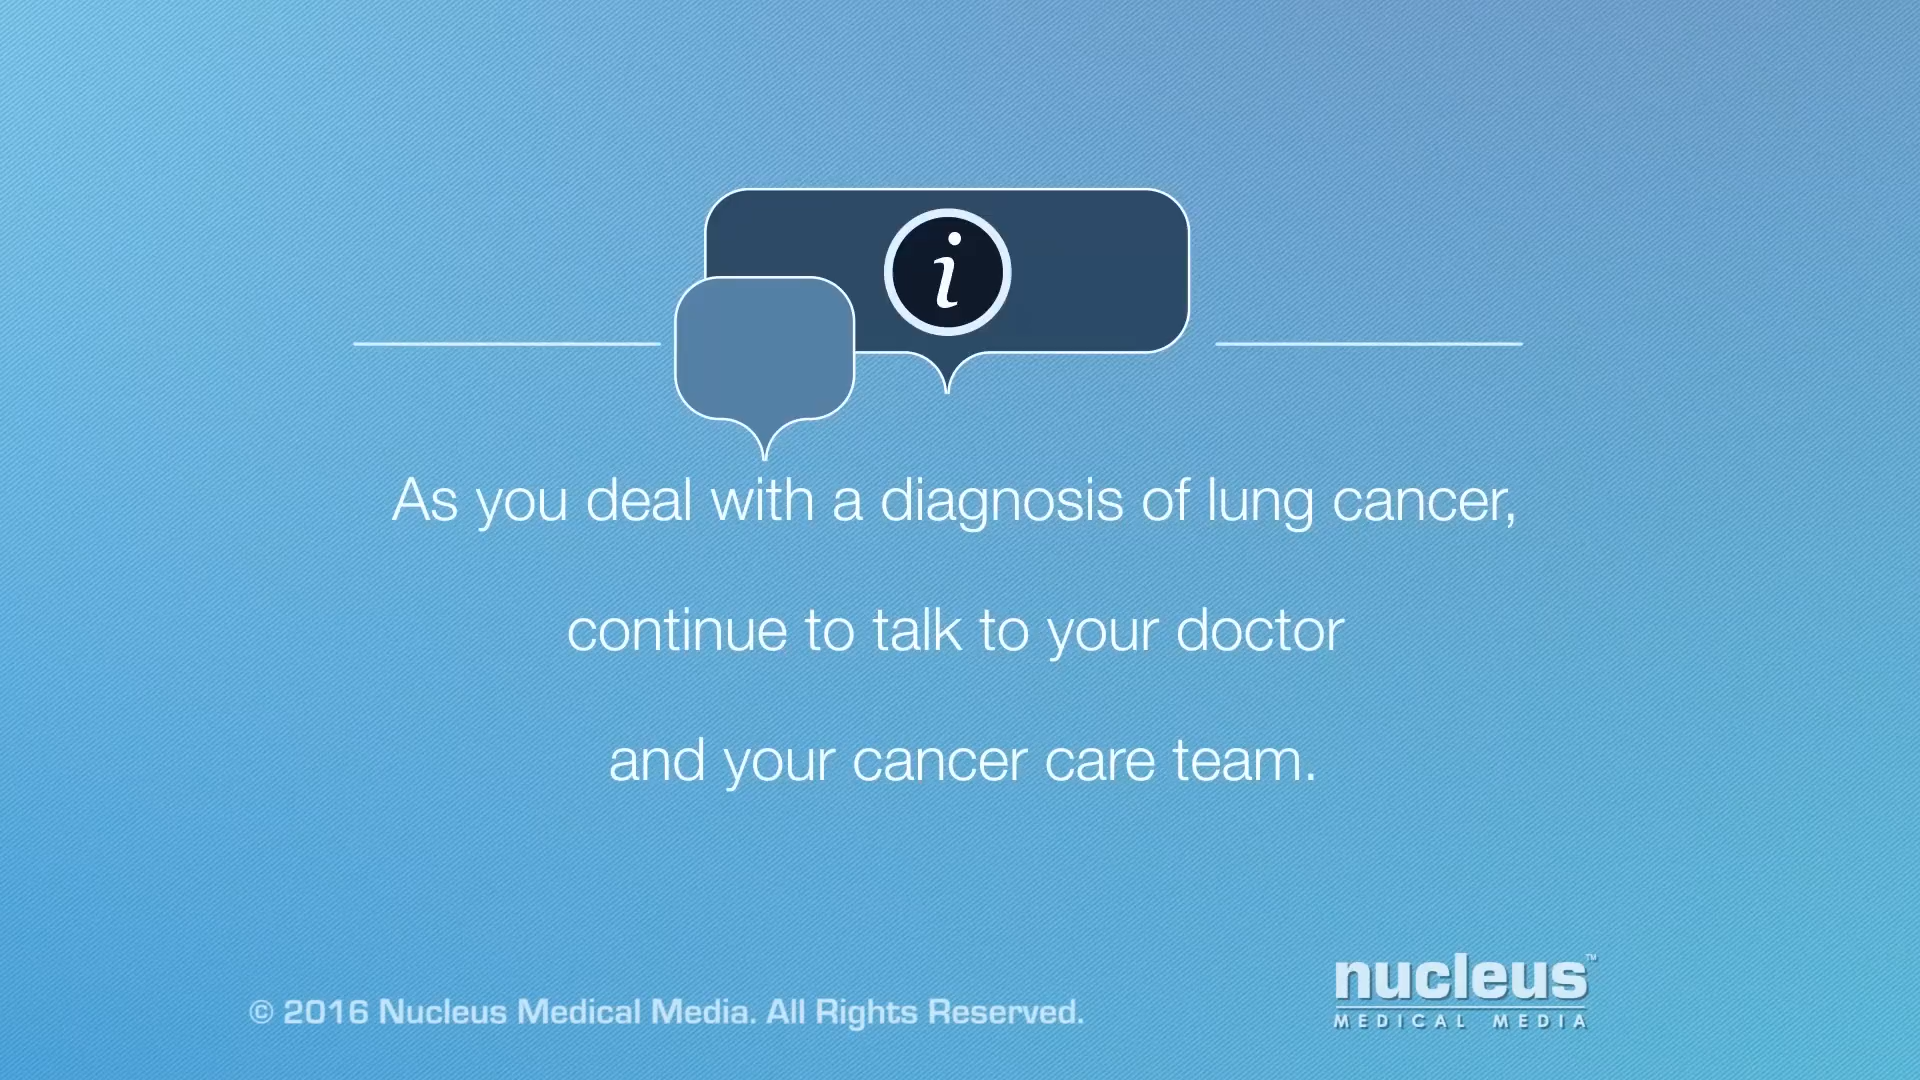 i
As you deal with a diagnosis of lung cancer,
continue to talk to your doctor
and your cancer care team.
© 2016 Nucleus Medical Media. All Rights Reserved.
nucleus™
MEDICAL MEDIA